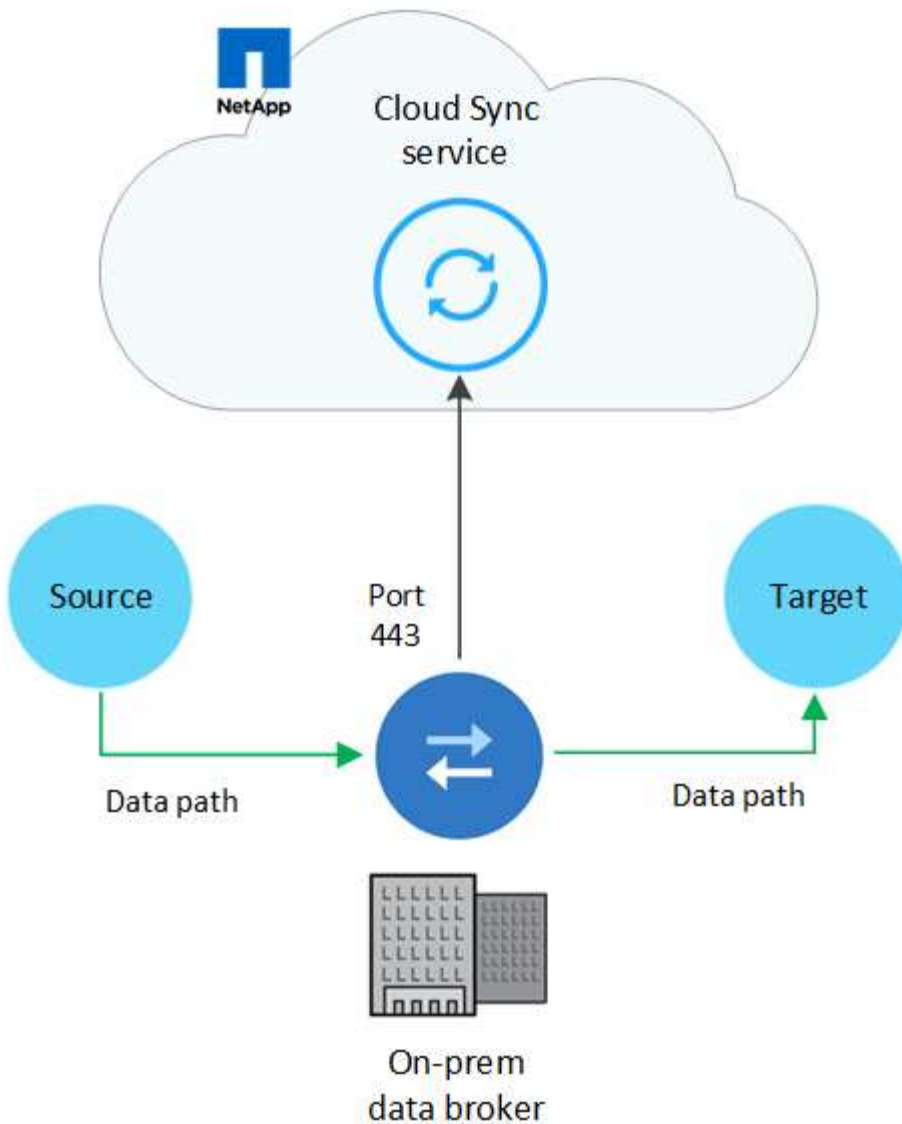 NetApp
Cloud Sync
service
Source
Port
443
Target
Data path
Data path
On-prem
data broker